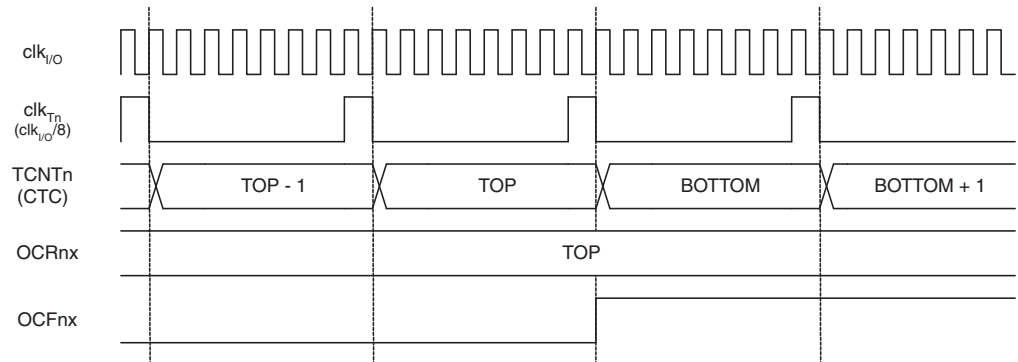 clkI/O
clkTn
(clkI/O/8)
TCNTn
(CTC)
TOP - 1
TOP
BOTTOM
BOTTOM + 1
OCRnx
TOP
OCFnx